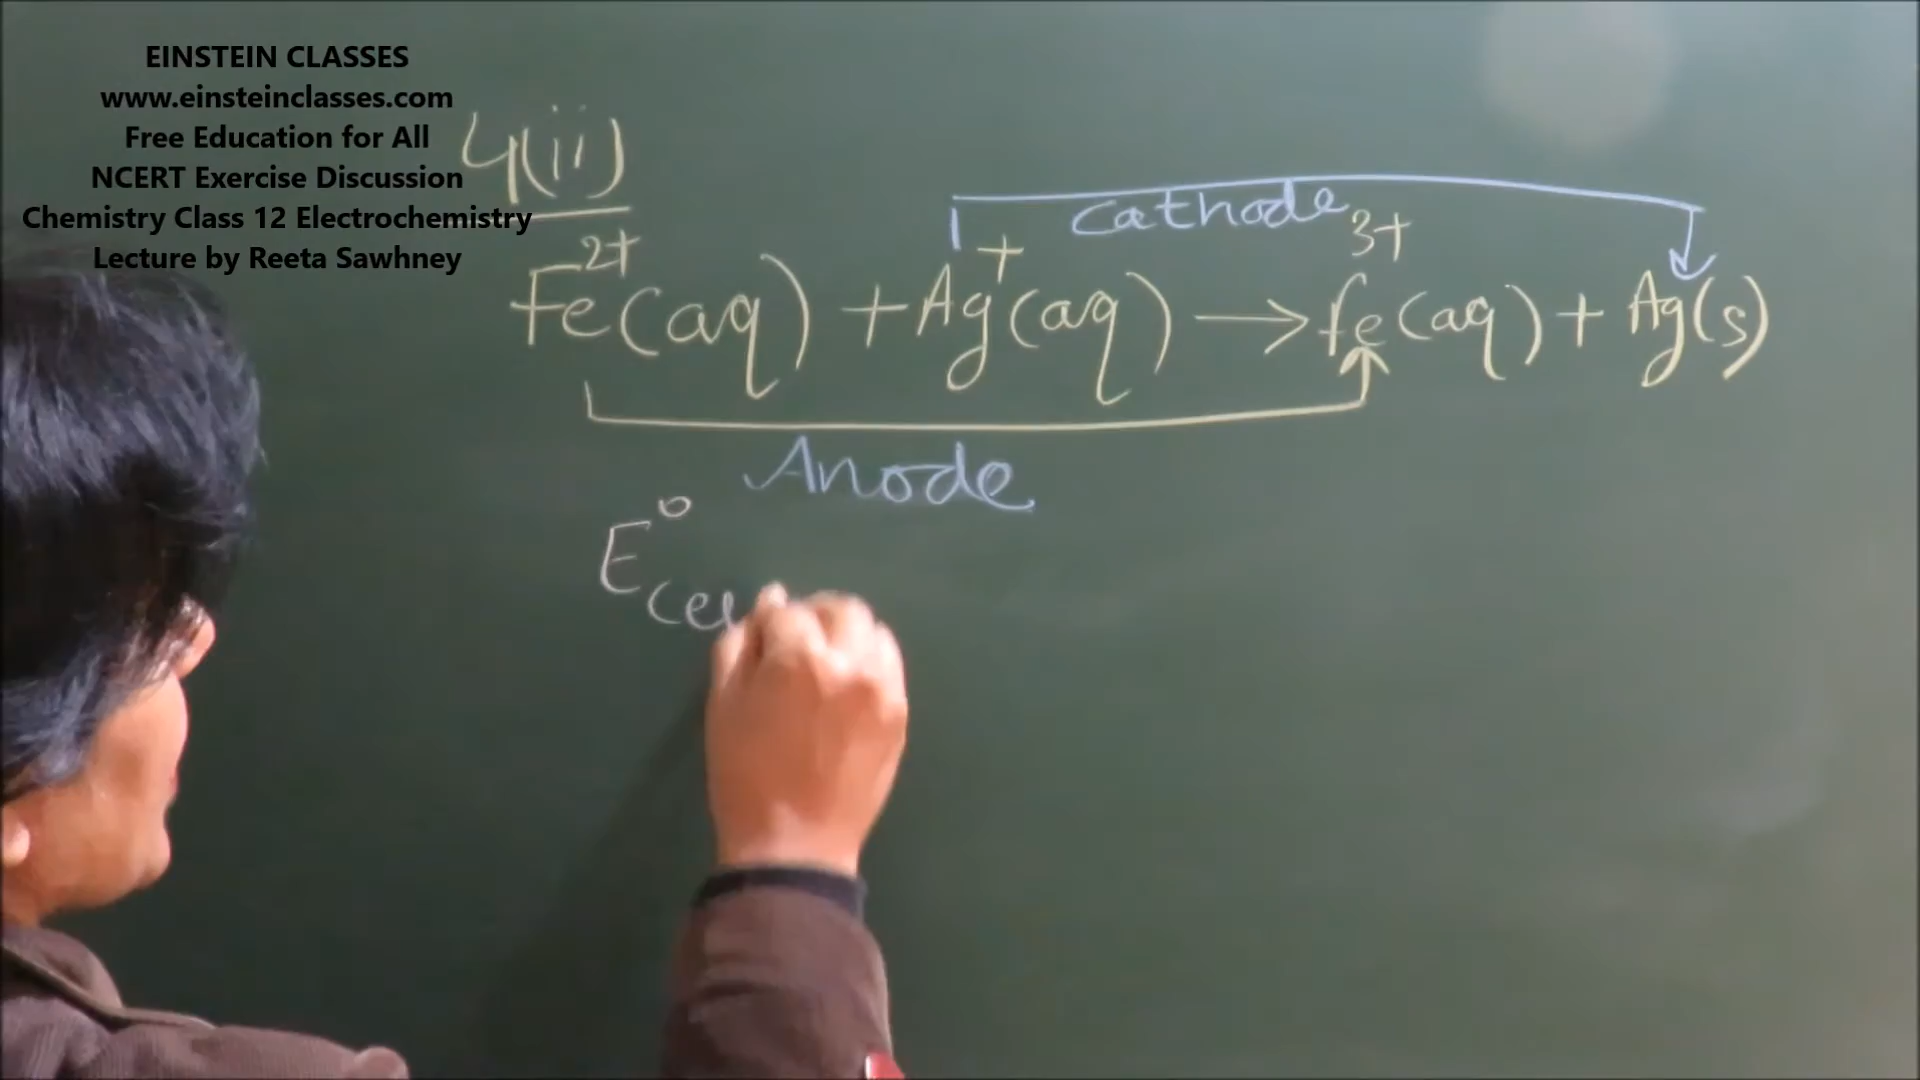 EINSTEIN CLASSES
www.einsteinclasses.com
Free Education for All
NCERT Exercise Discussion
Chemistry Class 12 Electrochemistry
Lecture by Reeta Sawhney
4(ii)
Cathode
Fe²⁺(aq) + Ag⁺(aq) → fe³⁺(aq) + Ag(s)
Anode
E°cel